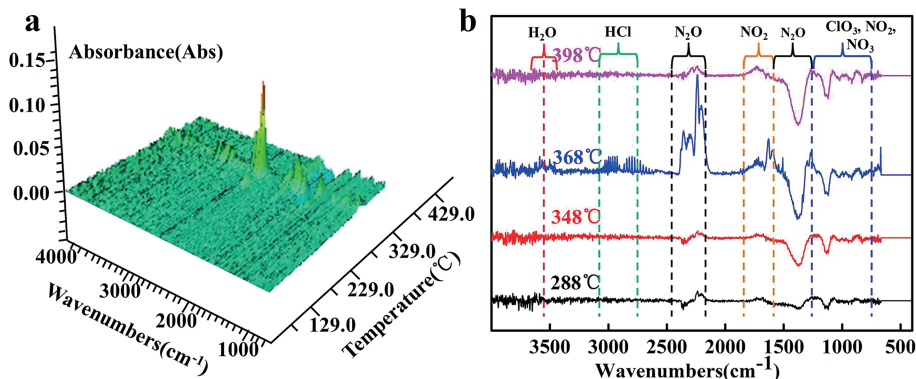 a
Absorbance(Abs)
0.15
0.10
0.05
0.00
4000
3000
2000
1000
Wavenumbers(cm-1)
129.0
229.0
329.0
429.0
Temperature(℃)
b
H2O
HCl
N2O
NO2
N2O
ClO3, NO2,
NO3
398℃
368℃
348℃
288℃
3500 3000 2500 2000 1500 1000 500
Wavenumbers(cm-1)